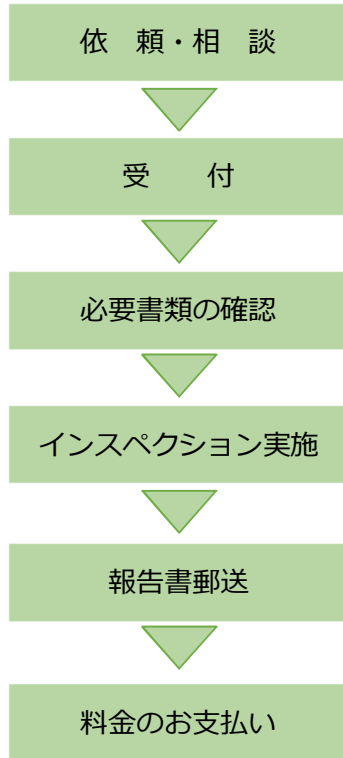 依　頼・相　談
受　　付
必要書類の確認
インスペクション実施
報告書郵送
料金のお支払い